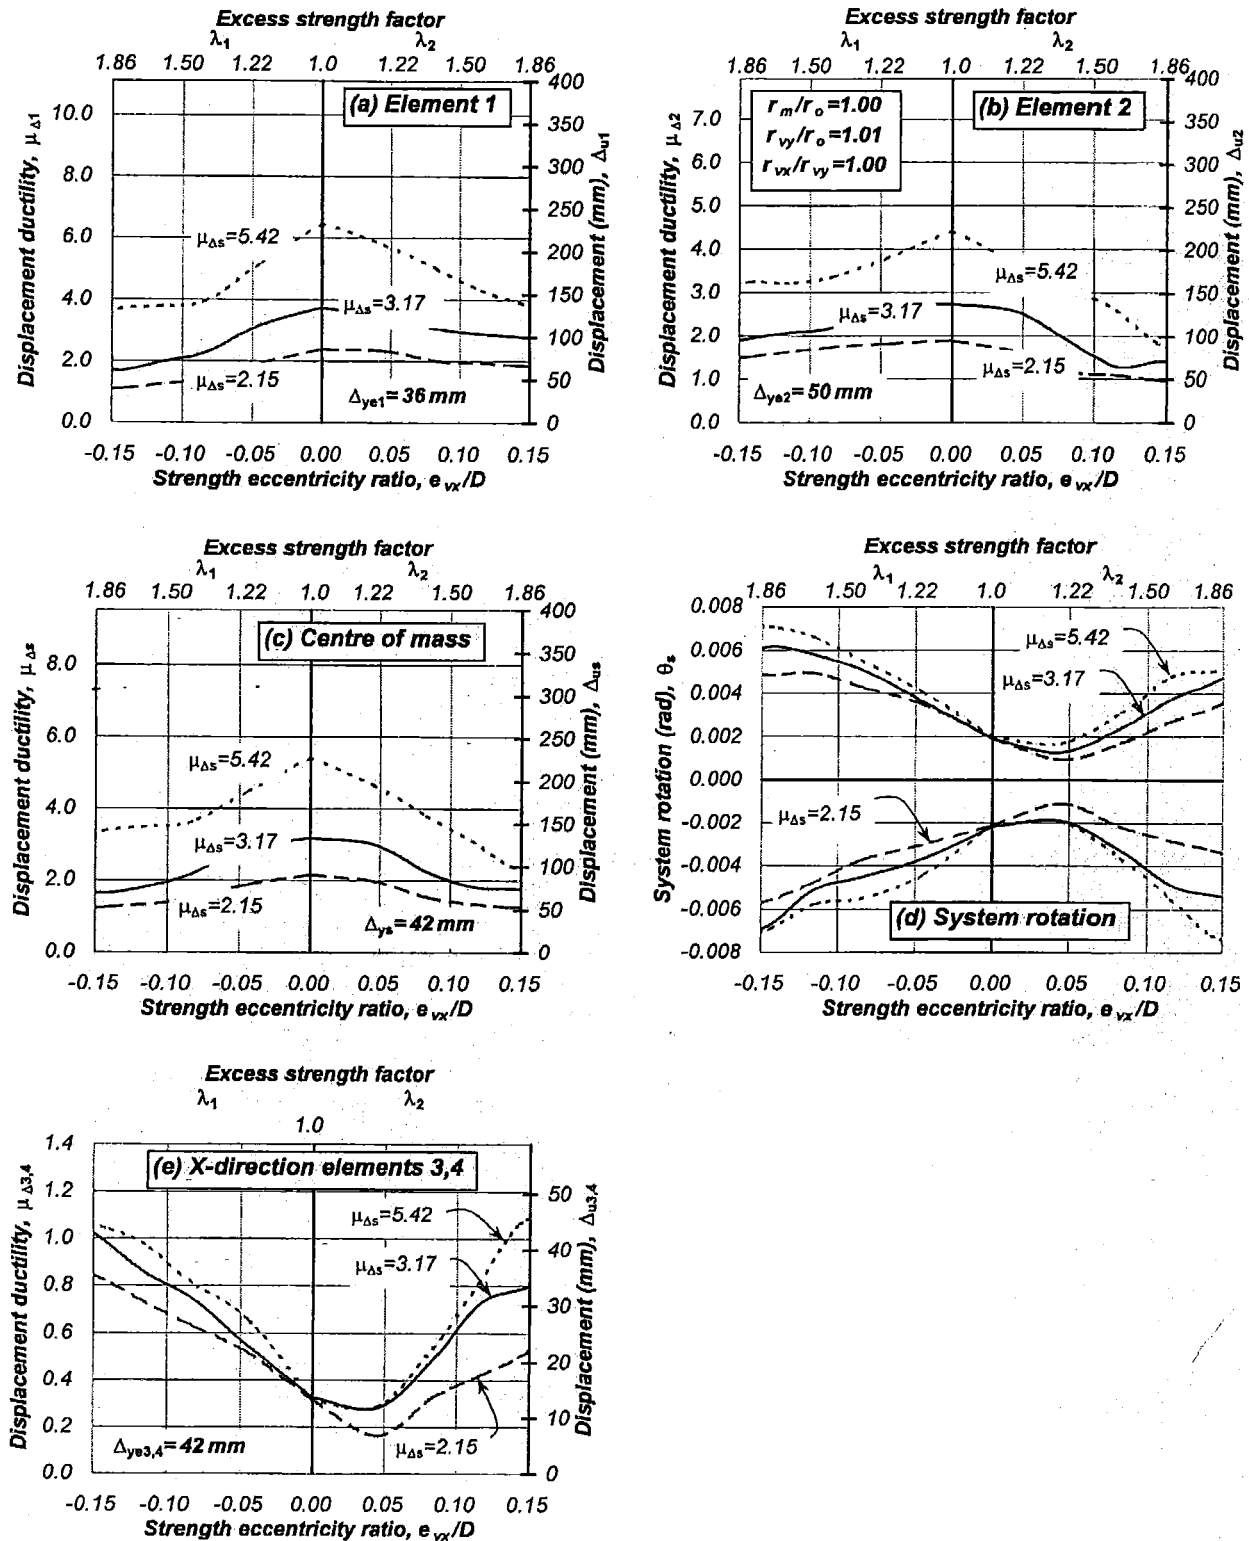 Excess strength factor
λ1 λ2
1.86 1.50 1.22 1.0 1.22 1.50 1.86
(a) Element 1
10.0
8.0
6.0
4.0
2.0
0.0
Displacement ductility, μΔ1
400
350
300
250
200
150
100
50
0
Displacement (mm), Δu1
μΔs=5.42
μΔs=3.17
μΔs=2.15
Δye1= 36 mm
-0.15 -0.10 -0.05 0.00 0.05 0.10 0.15
Strength eccentricity ratio, evx/D
Excess strength factor
λ1 λ2
1.86 1.50 1.22 1.0 1.22 1.50 1.86
rm/ro=1.00
rvy/ro=1.01
rvx/rvy=1.00
(b) Element 2
7.0
6.0
5.0
4.0
3.0
2.0
1.0
0.0
Displacement ductility, μΔ2
400
350
300
250
200
150
100
50
0
Displacement (mm), Δu2
μΔs=5.42
μΔs=3.17
μΔs=2.15
Δye2= 50 mm
-0.15 -0.10 -0.05 0.00 0.05 0.10 0.15
Strength eccentricity ratio, evx/D
Excess strength factor
λ1 λ2
1.86 1.50 1.22 1.0 1.22 1.50 1.86
(c) Centre of mass
8.0
6.0
4.0
2.0
0.0
Displacement ductility, μΔs
400
350
300
250
200
150
100
50
0
Displacement (mm), Δus
μΔs=5.42
μΔs=3.17
μΔs=2.15
Δys= 42 mm
-0.15 -0.10 -0.05 0.00 0.05 0.10 0.15
Strength eccentricity ratio, evx/D
Excess strength factor
λ1 λ2
1.86 1.50 1.22 1.0 1.22 1.50 1.86
0.008
0.006
0.004
0.002
0.000
-0.002
-0.004
-0.006
-0.008
System rotation (rad), θs
μΔs=5.42
μΔs=3.17
μΔs=2.15
(d) System rotation
-0.15 -0.10 -0.05 0.00 0.05 0.10 0.15
Strength eccentricity ratio, evx/D
Excess strength factor
λ1 λ2
1.0
(e) X-direction elements 3,4
1.4
1.2
1.0
0.8
0.6
0.4
0.2
0.0
Displacement ductility, μΔ3,4
50
40
30
20
10
0
Displacement (mm), Δu3,4
μΔs=5.42
μΔs=3.17
μΔs=2.15
Δye3,4= 42 mm
-0.15 -0.10 -0.05 0.00 0.05 0.10 0.15
Strength eccentricity ratio, evx/D